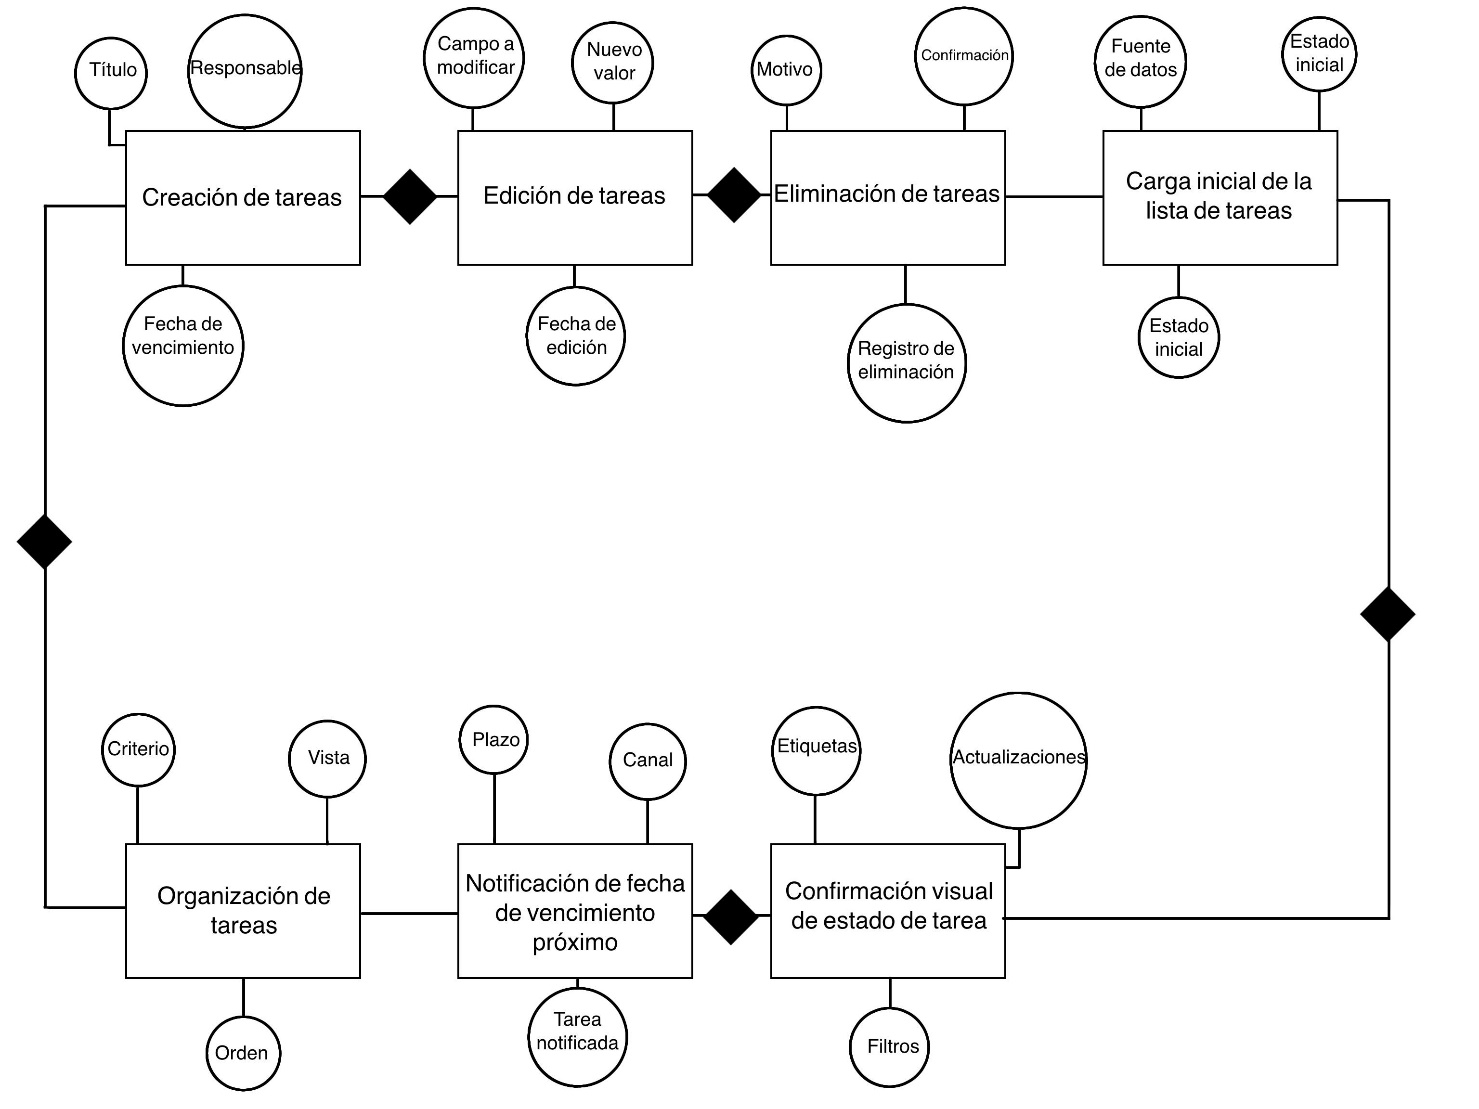 Título
Responsable
Campo a
modificar
Nuevo
valor
Motivo
Confirmación
Fuente
de datos
Estado
inicial
Creación de tareas
Edición de tareas
Eliminación de tareas
Carga inicial de la
lista de tareas
Fecha de
vencimiento
Fecha de
edición
Registro de
eliminación
Estado
inicial
Criterio
Vista
Plazo
Canal
Etiquetas
Actualizaciones
Organización de
tareas
Notificación de fecha
de vencimiento
próximo
Confirmación visual
de estado de tarea
Orden
Tarea
notificada
Filtros